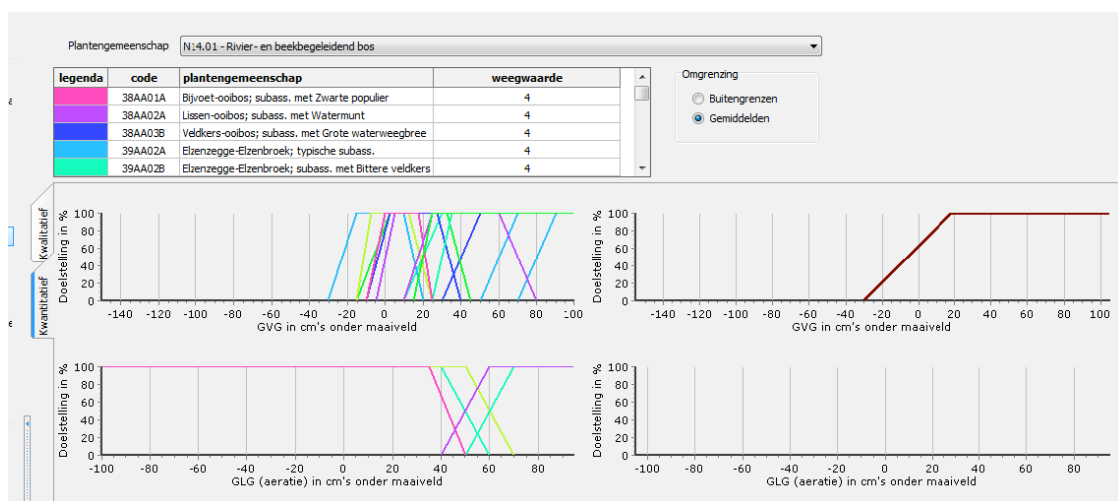 Plantengemeenschap N14.01 - Rivier- en beekbegeleidend bos
legenda code plantengemeenschap weegwaarde
38AA01A Bijvoet-ooibos; subass. met Zwarte populier 4
38AA02A Lissen-ooibos; subass. met Watermunt 4
38AA03B Veldkers-ooibos; subass. met Grote waterweegbree 4
39AA02A Elzenzegge-Elzenbroek; typische subass. 4
39AA02B Elzenzegge-Elzenbroek; subass. met Bittere veldkers 4
Omgrenzing
Buitengrenzen
Gemiddelden
Kwalitatief
Kwantitatief
Doelstelling in %
100
80
60
40
20
0
-140 -120 -100 -80 -60 -40 -20 0 20 40 60 80 100
GVG in cm's onder maaiveld
Doelstelling in %
100
80
60
40
20
0
-140 -120 -100 -80 -60 -40 -20 0 20 40 60 80 100
GVG in cm's onder maaiveld
Doelstelling in %
100
80
60
40
20
0
-100 -80 -60 -40 -20 0 20 40 60 80
GLG (aeratie) in cm's onder maaiveld
Doelstelling in %
100
80
60
40
20
0
-100 -80 -60 -40 -20 0 20 40 60 80
GLG (aeratie) in cm's onder maaiveld